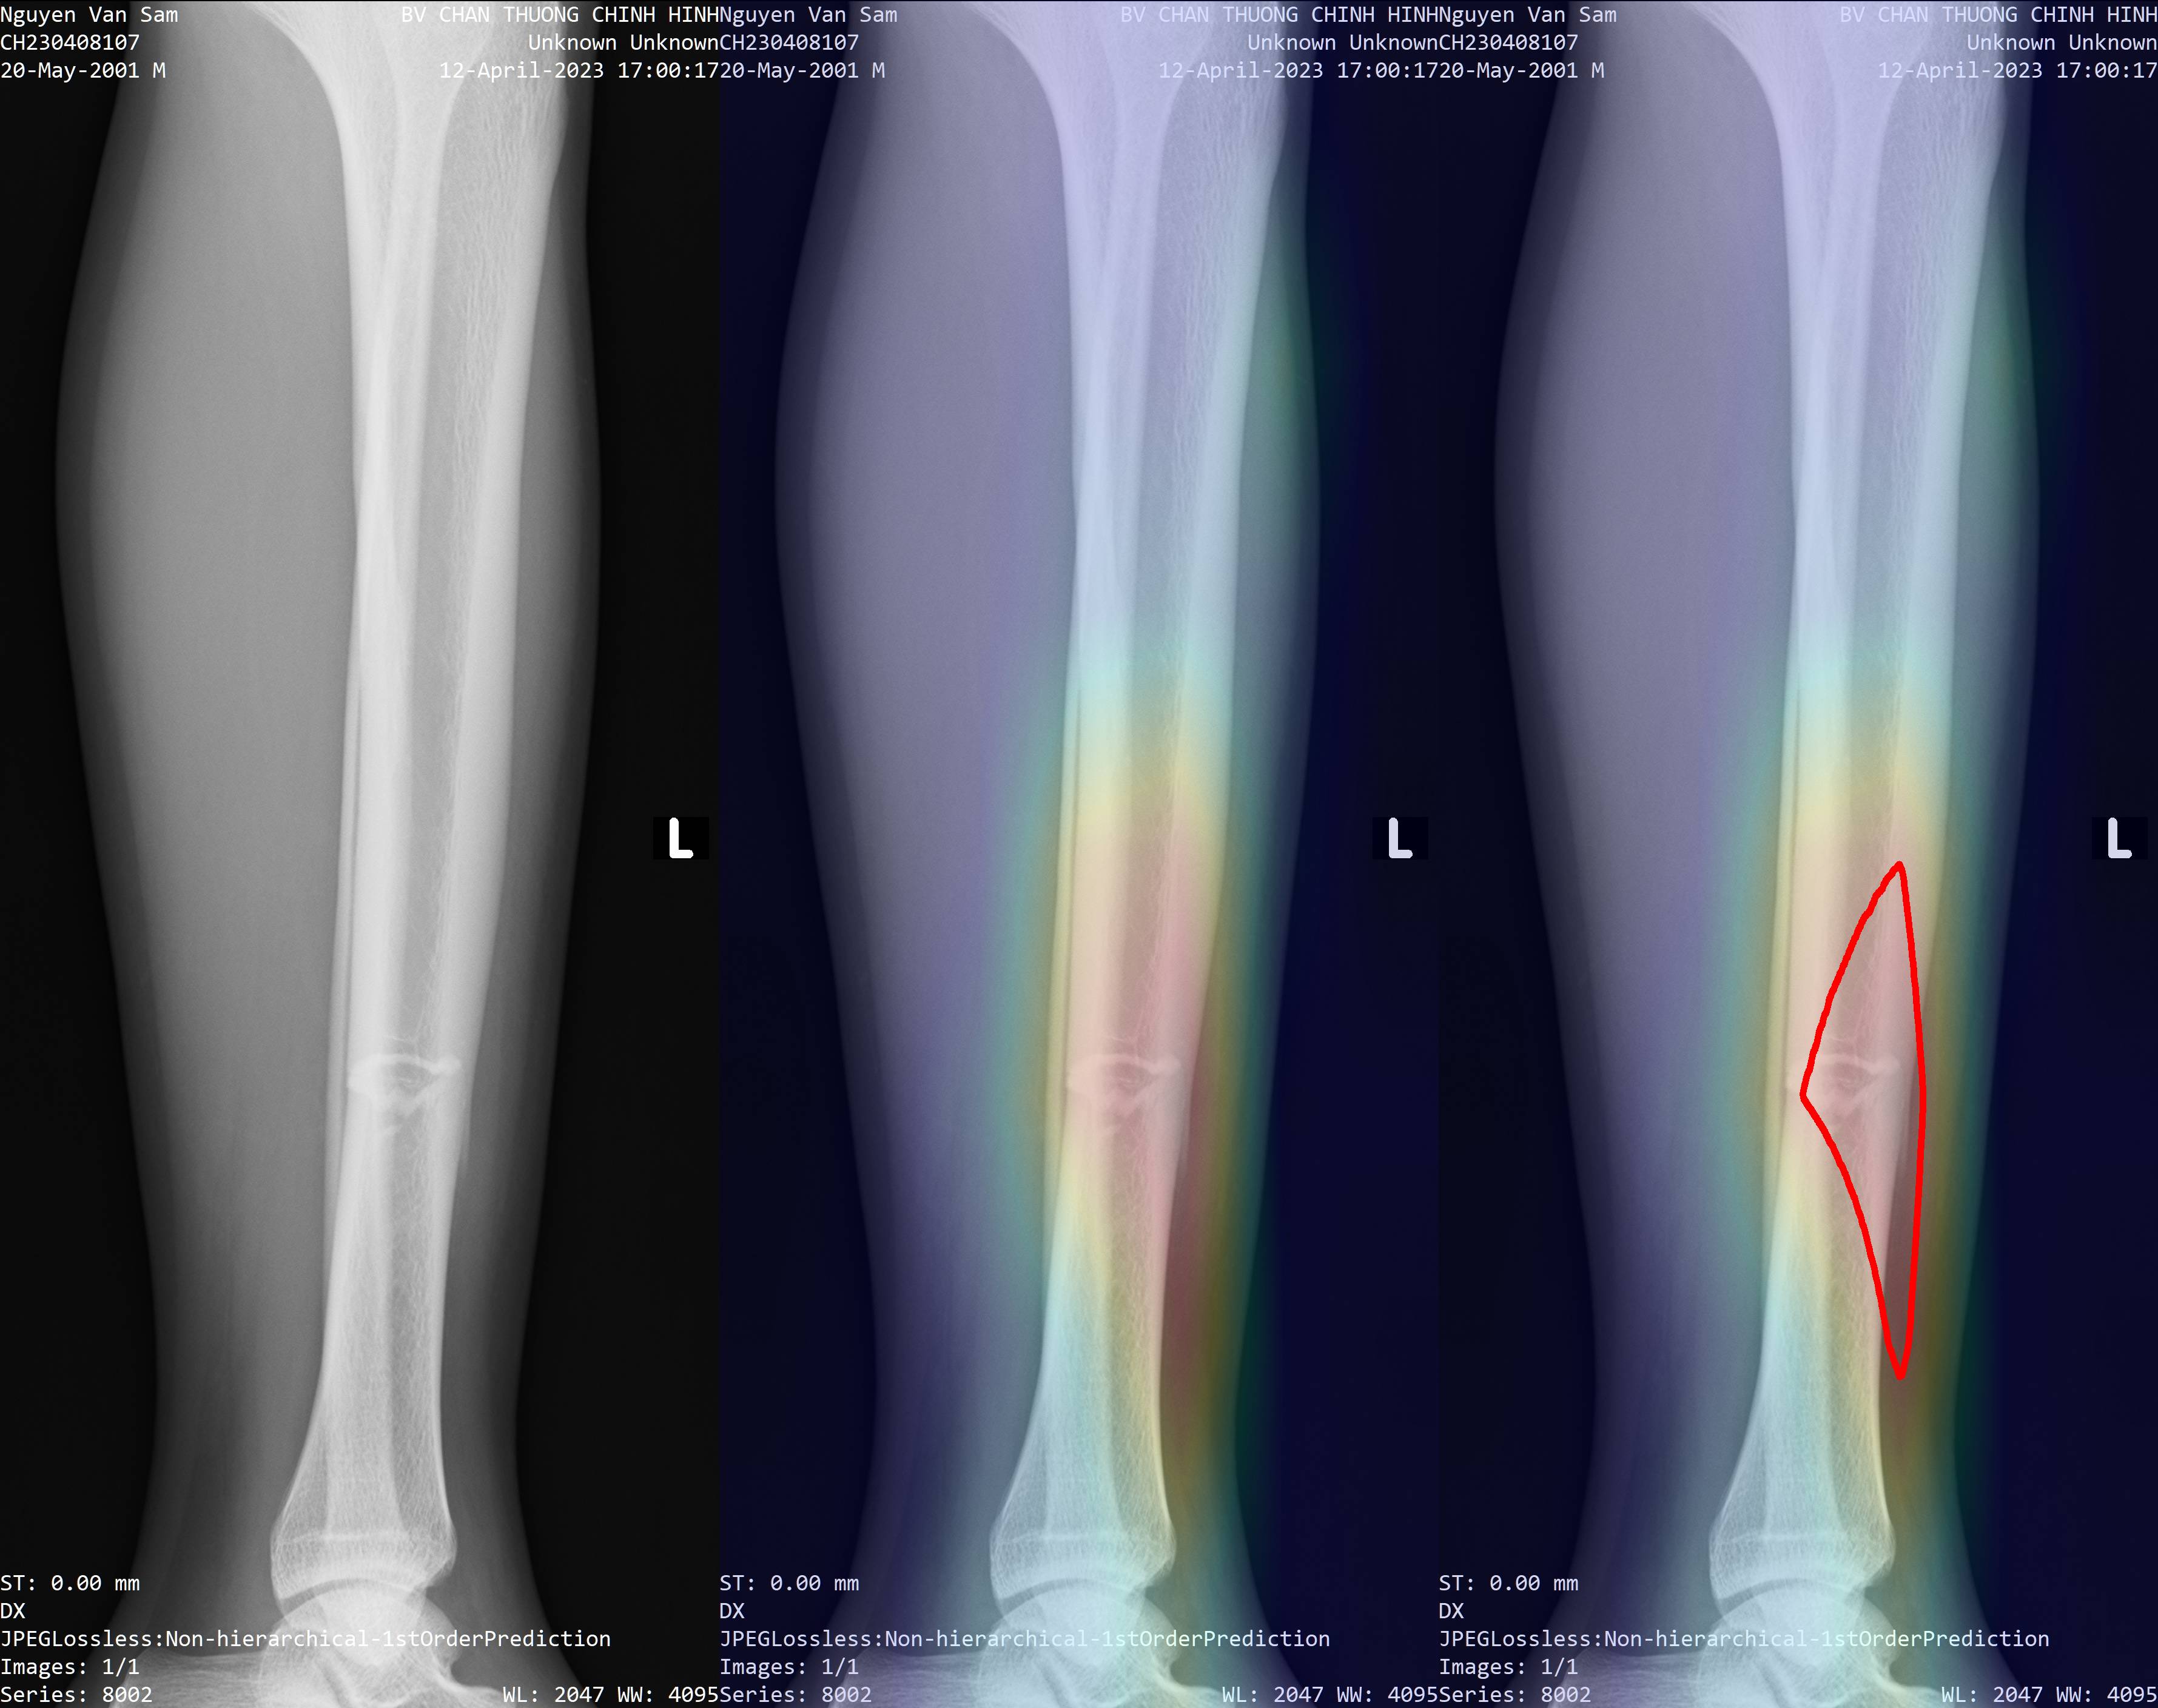 Nguyen Van Sam
CH230408107
20-May-2001 M
BV CHAN THUONG CHINH HINH
Unknown Unknown
12-April-2023 17:00:17
L
ST: 0.00 mm
DX
JPEGLossless:Non-hierarchical-1stOrderPrediction
Images: 1/1
Series: 8002
WL: 2047 WW: 4095
Nguyen Van Sam
CH230408107
20-May-2001 M
BV CHAN THUONG CHINH HINH
Unknown Unknown
12-April-2023 17:00:17
L
ST: 0.00 mm
DX
JPEGLossless:Non-hierarchical-1stOrderPrediction
Images: 1/1
Series: 8002
WL: 2047 WW: 4095
Nguyen Van Sam
CH230408107
20-May-2001 M
BV CHAN THUONG CHINH HINH
Unknown Unknown
12-April-2023 17:00:17
L
ST: 0.00 mm
DX
JPEGLossless:Non-hierarchical-1stOrderPrediction
Images: 1/1
Series: 8002
WL: 2047 WW: 4095